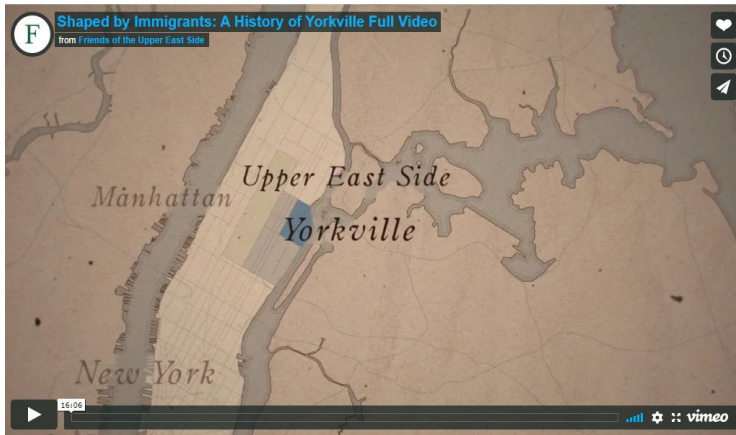 F
Shaped by Immigrants: A History of Yorkville Full Video
from Friends of the Upper East Side
Upper East Side
Manhattan
Yorkville
New York
16:06
vimeo